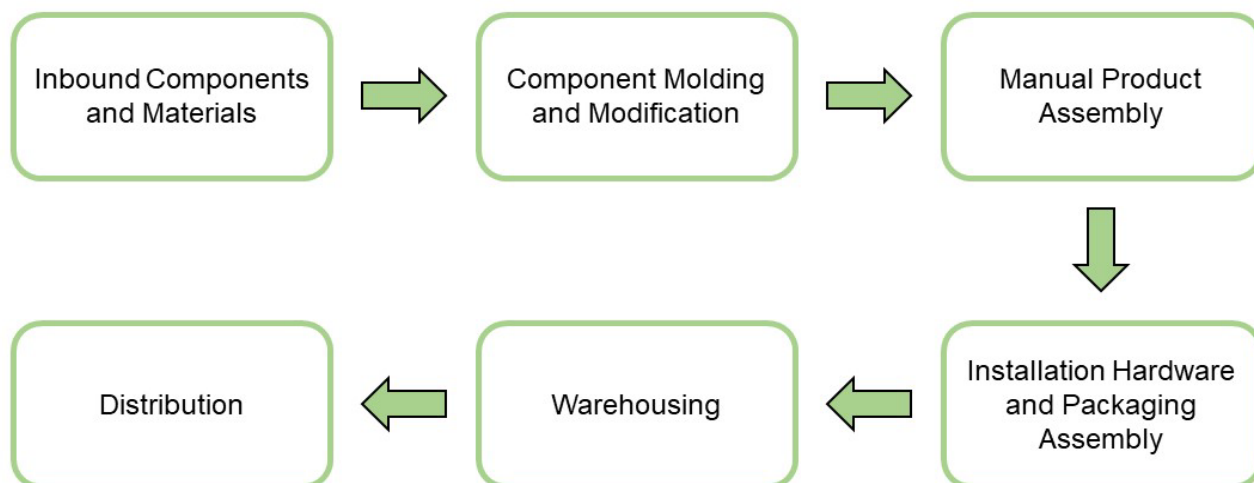 Inbound Components
and Materials
Component Molding
and Modification
Manual Product
Assembly
Installation Hardware
and Packaging
Assembly
Warehousing
Distribution